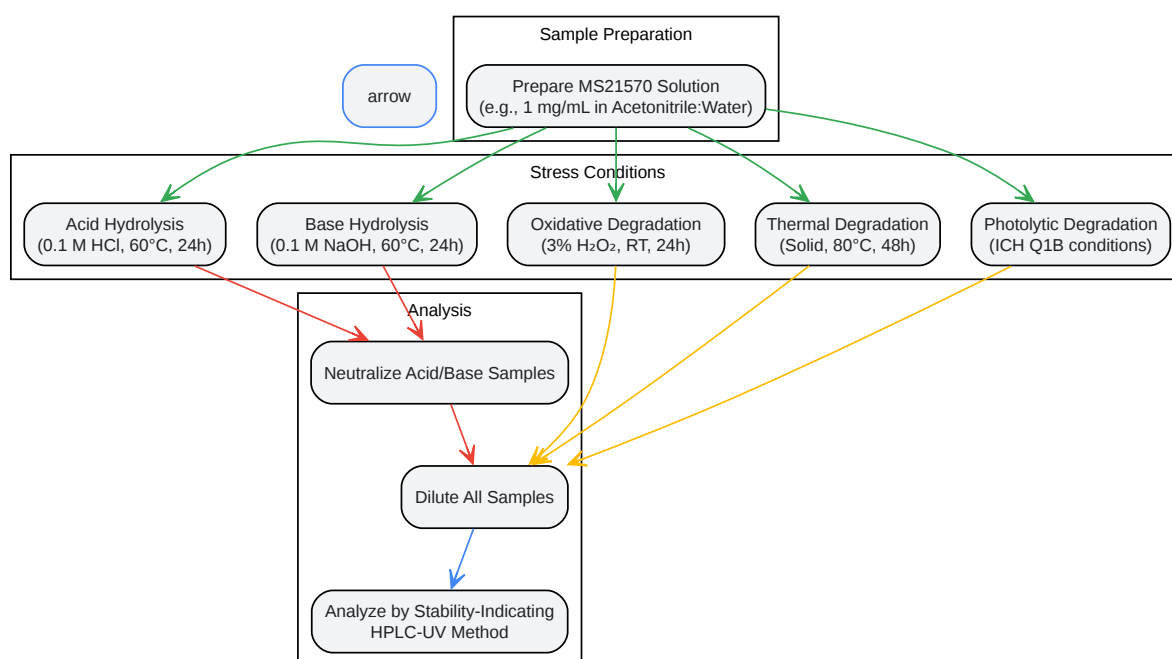 Sample Preparation
arrow
Prepare MS21570 Solution
(e.g., 1 mg/mL in Acetonitrile:Water)
Stress Conditions
Acid Hydrolysis
(0.1 M HCl, 60°C, 24h)
Base Hydrolysis
(0.1 M NaOH, 60°C, 24h)
Oxidative Degradation
(3% H₂O₂, RT, 24h)
Thermal Degradation
(Solid, 80°C, 48h)
Photolytic Degradation
(ICH Q1B conditions)
Analysis
Neutralize Acid/Base Samples
Dilute All Samples
Analyze by Stability-Indicating
HPLC-UV Method